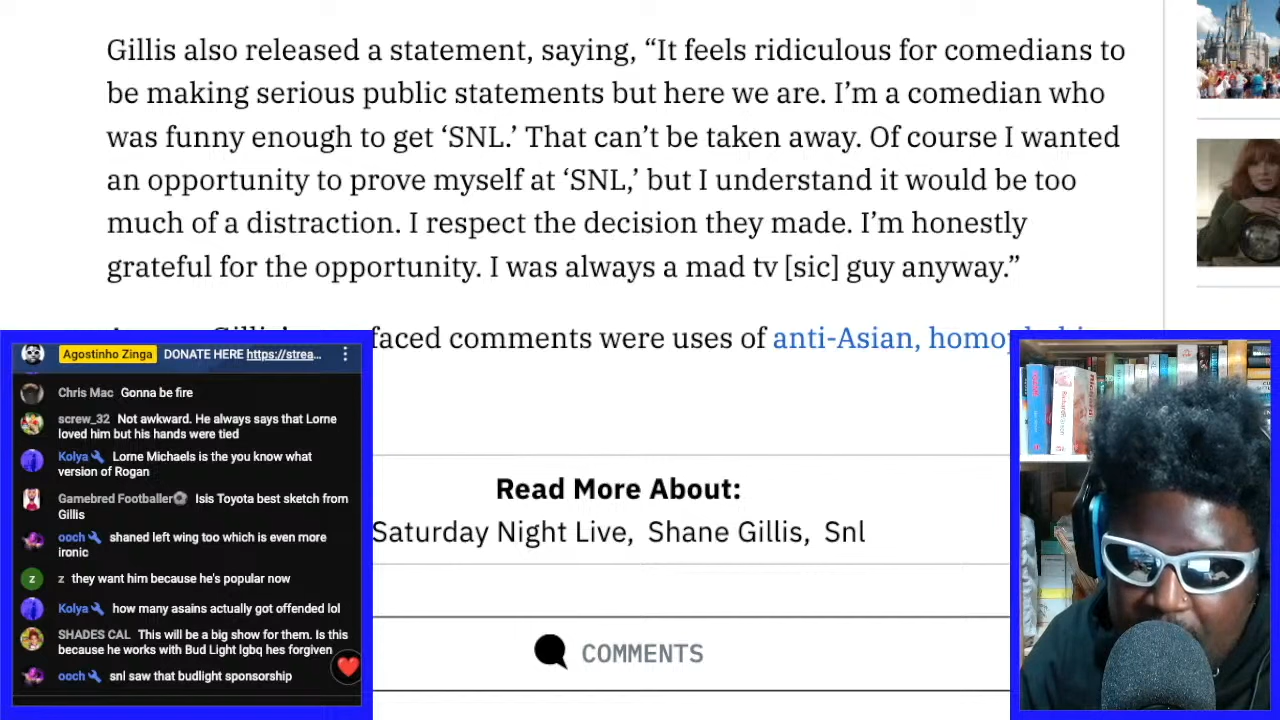 Gillis also released a statement, saying, “It feels ridiculous for comedians to
be making serious public statements but here we are. I’m a comedian who
was funny enough to get ‘SNL.’ That can’t be taken away. Of course I wanted
an opportunity to prove myself at ‘SNL,’ but I understand it would be too
much of a distraction. I respect the decision they made. I’m honestly
grateful for the opportunity. I was always a mad tv [sic] guy anyway.”
faced comments were uses of anti-Asian,
Read More About:
Saturday Night Live, Shane Gillis, Snl
COMMENTS
Agostinho Zinga DONATE HERE https://strea...
Chris Mac Gonna be fire
screw_32 Not awkward. He always says that Lorne
loved him but his hands were tied
Kolya Lorne Michaels is the you know what
version of Rogan
Gamebred Footballer⚽ Isis Toyota best sketch from
Gillis
ooch shaned left wing too which is even more
ironic
z z they want him because he's popular now
Kolya how many asains actually got offended lol
SHADES CAL This will be a big show for them. Is this
because he works with Bud Light lgbq hes forgiven
ooch snl saw that budlight sponsorship